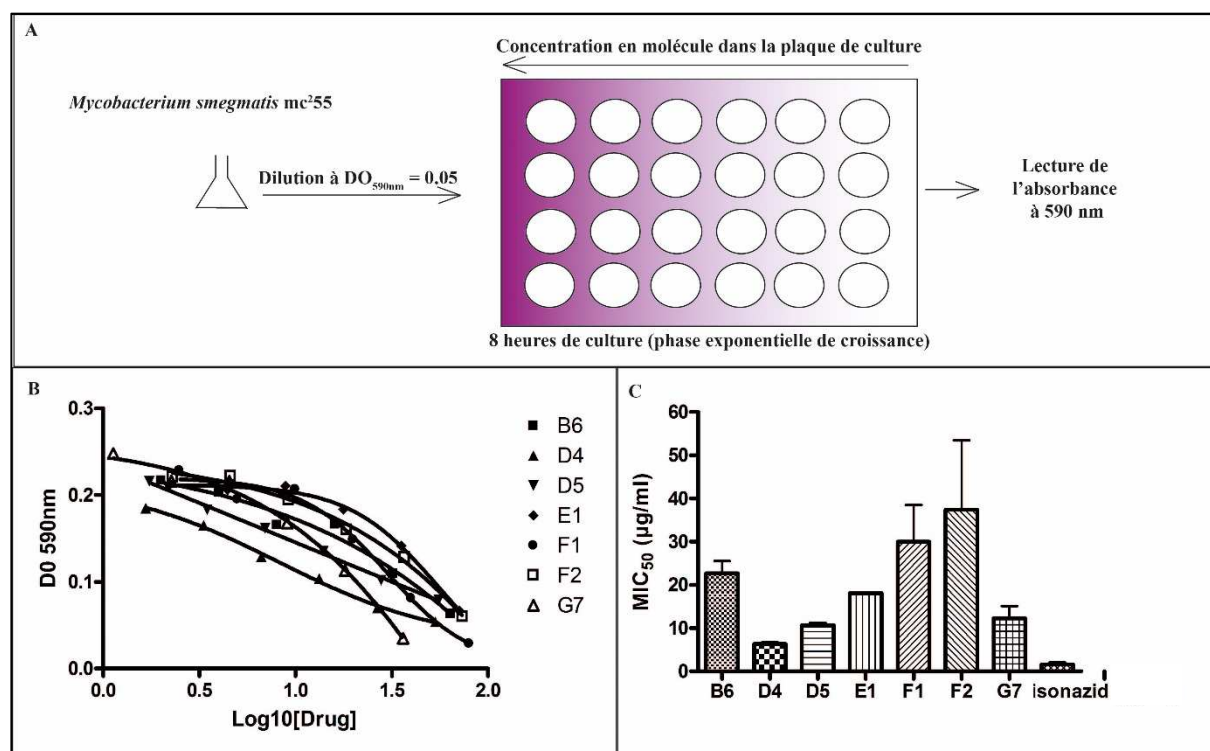 A
Concentration en molécule dans la plaque de culture
Mycobacterium smegmatis mc²55
Dilution à DO590nm = 0.05
Lecture de
l'absorbance
à 590 nm
8 heures de culture (phase exponentielle de croissance)
B
0.3
0.2
0.1
0.0
D0 590nm
0.0
0.5
1.0
1.5
2.0
Log10[Drug]
B6
D4
D5
E1
F1
F2
G7
C
60
50
40
30
20
10
0
MIC50 (µg/ml)
B6
D4
D5
E1
F1
F2
G7
isonazid